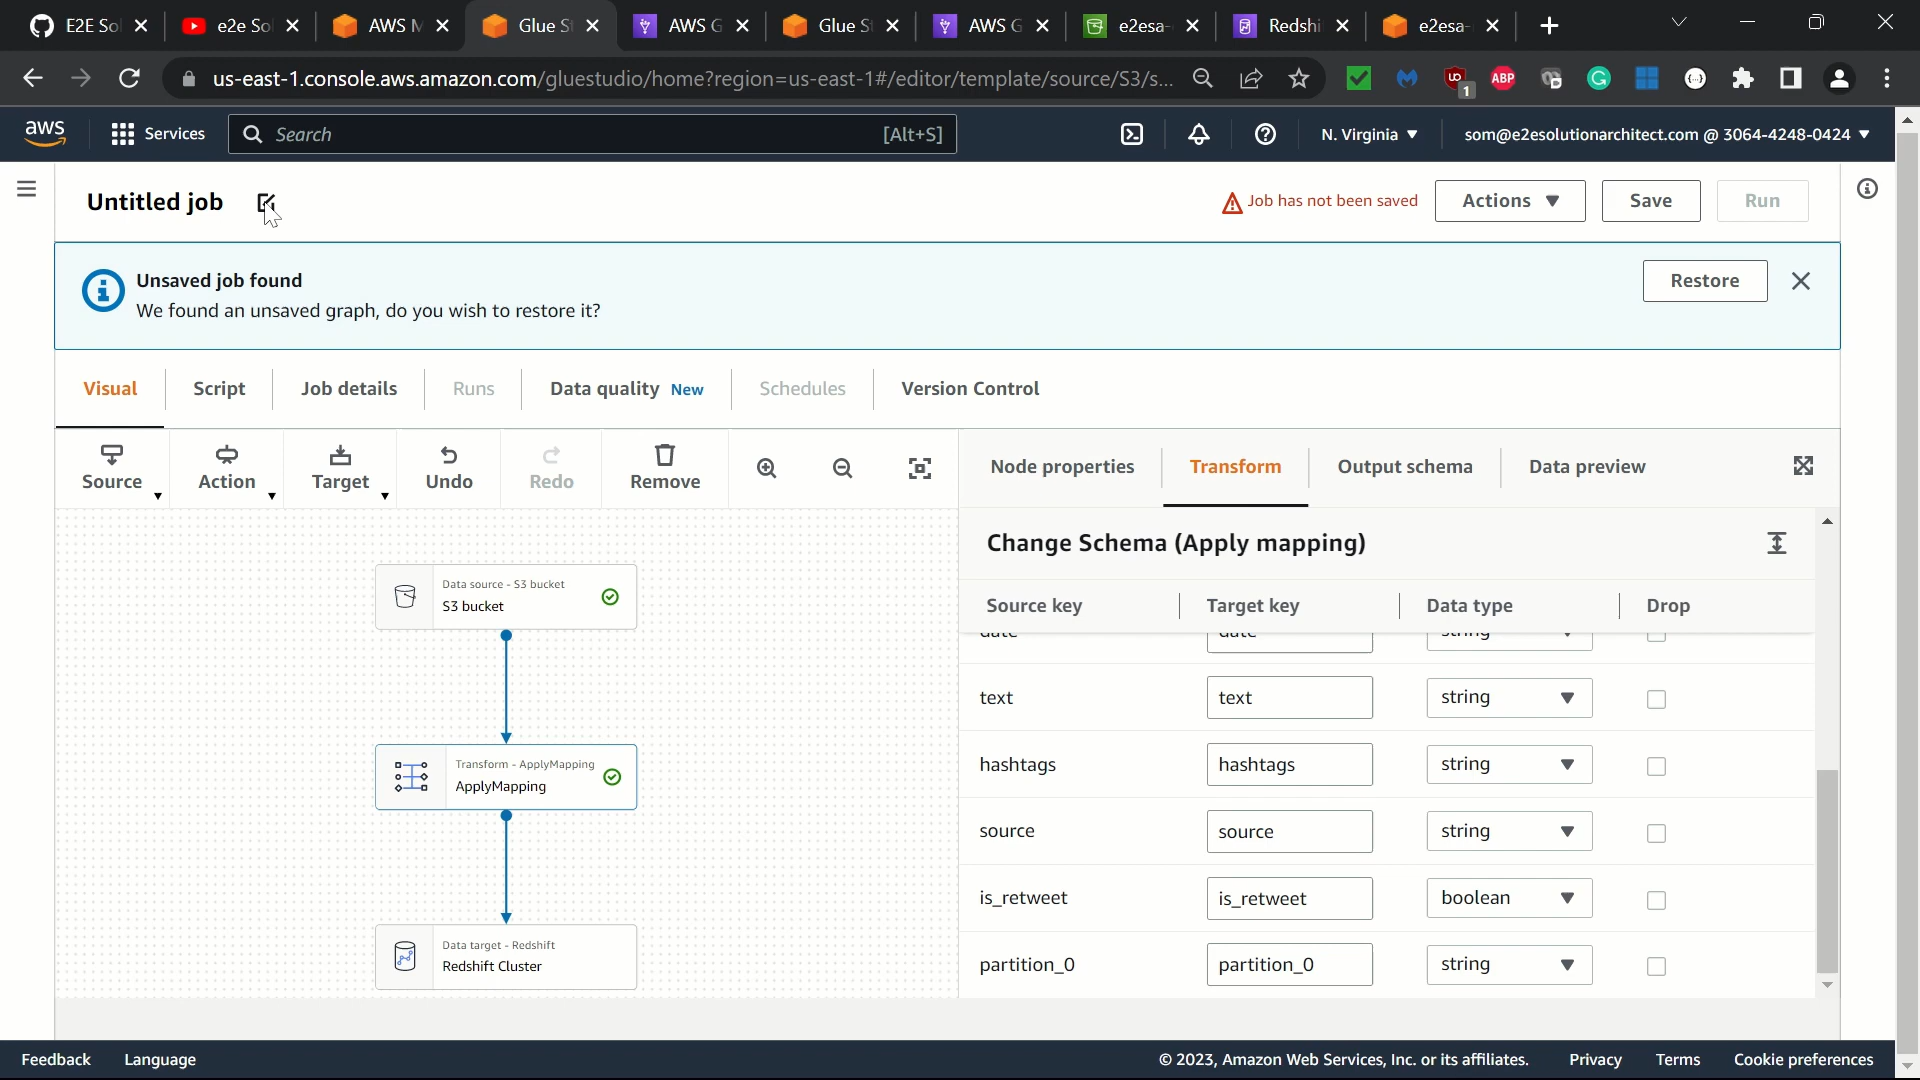 E2E So
e2e So
AWS M
Glue S
AWS G
Glue S
AWS G
e2esa-
Redshi
e2esa-
us-east-1.console.aws.amazon.com/gluestudio/home?region=us-east-1#/editor/template/source/S3/s...
1
ABP
aws
Services
Search
[Alt+S]
N. Virginia
som@e2esolutionarchitect.com @ 3064-4248-0424
Untitled job
Job has not been saved
Actions
Save
Run
Unsaved job found
We found an unsaved graph, do you wish to restore it?
Restore
Visual
Script
Job details
Runs
Data quality New
Schedules
Version Control
Source
Action
Target
Undo
Redo
Remove
Node properties
Transform
Output schema
Data preview
Change Schema (Apply mapping)
Source key
Target key
Data type
Drop
date date string
text text string
hashtags hashtags string
source source string
is_retweet is_retweet boolean
partition_0 partition_0 string
Data source - S3 bucket
S3 bucket
Transform - ApplyMapping
ApplyMapping
Data target - Redshift
Redshift Cluster
Feedback
Language
© 2023, Amazon Web Services, Inc. or its affiliates.
Privacy
Terms
Cookie preferences